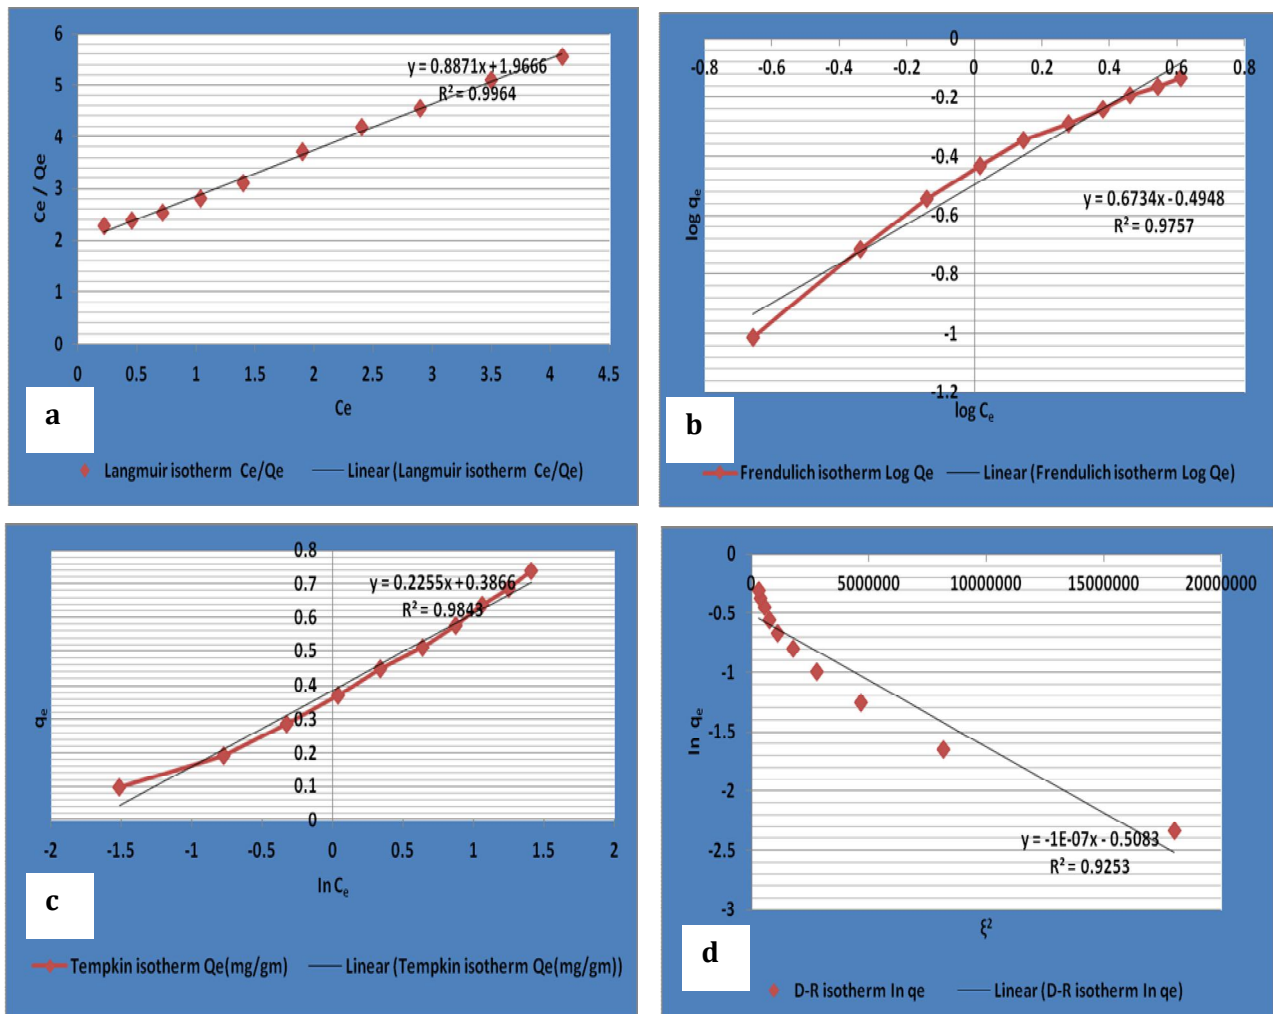 6
5
4
3
2
1
0
0 0.5 1 1.5 2 2.5 3 3.5 4 4.5
Ce / Qe
Ce
y = 0.8871x + 1.9666
R² = 0.9964
a
Langmuir isotherm Ce/Qe
Linear (Langmuir isotherm Ce/Qe)
0
-0.8 -0.6 -0.4 -0.2 0 0.2 0.4 0.6 0.8
-0.2
-0.4
-0.6
-0.8
-1
-1.2
log qe
log Ce
y = 0.6734x - 0.4948
R² = 0.9757
b
Frendulich isotherm Log Qe
Linear (Frendulich isotherm Log Qe)
0.8
0.7
0.6
0.5
0.4
0.3
0.2
0.1
0
-2 -1.5 -1 -0.5 0 0.5 1 1.5 2
qe
ln Ce
y = 0.2255x + 0.3866
R² = 0.9843
c
Tempkin isotherm Qe(mg/gm)
Linear (Tempkin isotherm Qe(mg/gm))
0
0 5000000 10000000 15000000 20000000
-0.5
-1
-1.5
-2
-2.5
-3
ln qe
ξ²
y = -1E-07x - 0.5083
R² = 0.9253
d
D-R isotherm ln qe
Linear (D-R isotherm ln qe)